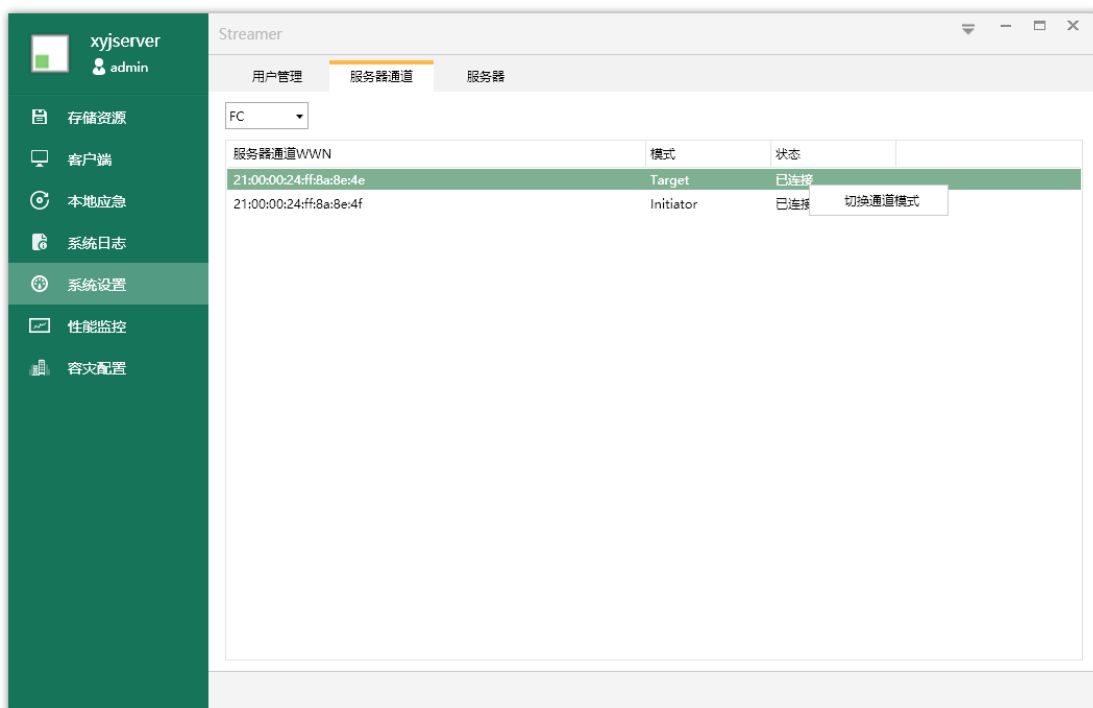 xyjserver
admin
Streamer
用户管理 服务器通道 服务器
存储资源
客户端
本地应急
系统日志
系统设置
性能监控
容灾配置
FC
服务器通道WWN 模式 状态
21:00:00:24:ff:8a:8e:4e Target 已连接
21:00:00:24:ff:8a:8e:4f Initiator 已连接
切换通道模式